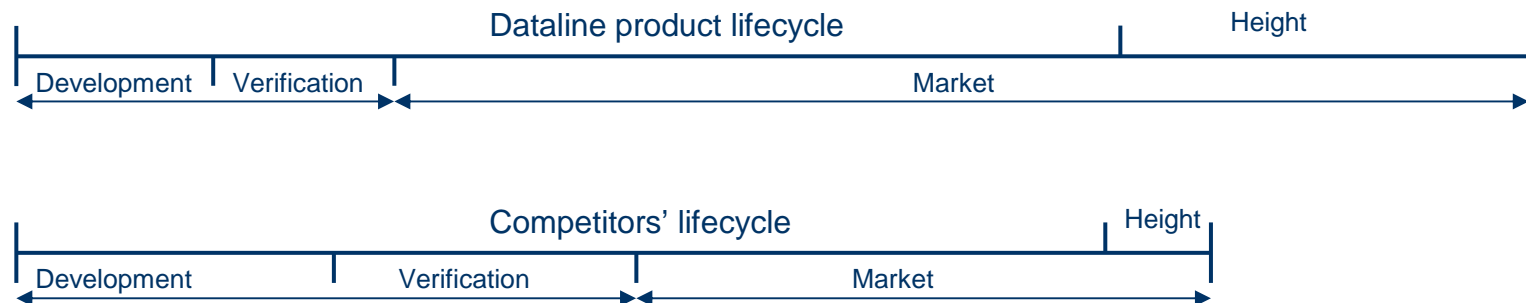 Dataline product lifecycle Height
Development Verification Market
Competitors’ lifecycle Height
Development Verification Market